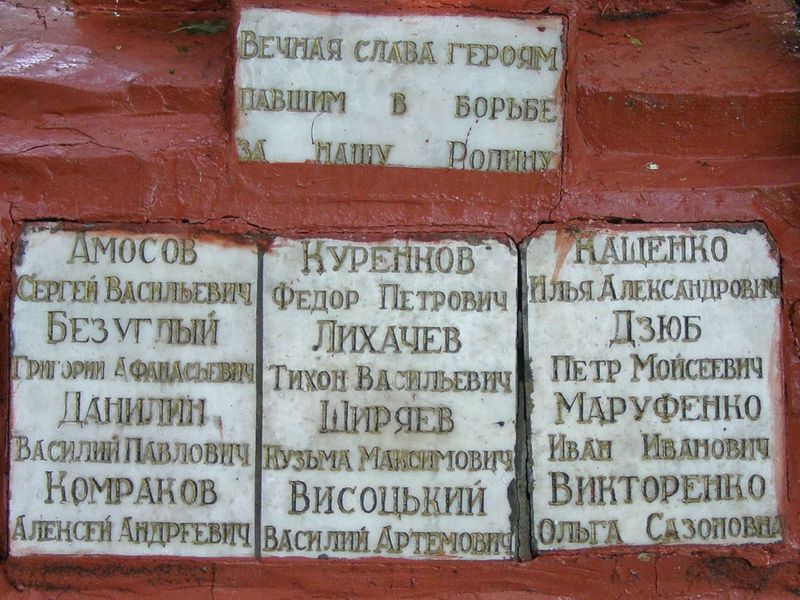 Вечная слава героям
павшим в борьбе
за нашу Родину
Амосов
Сергей Васильевич
Безуглый
Григории Афанасьевич
Данилин
Василий Павлович
Комраков
Алексей Андреевич
Куренков
Федор Петрович
Лихачев
Тихон Васильевич
Ширяев
Кузьма Максимович
Висоцький
Василий Артемович
Кащенко
Илья Александрович
Дзюб
Петр Мойсеевич
Маруфенко
Иван Иванович
Викторенко
Ольга Сазоновна